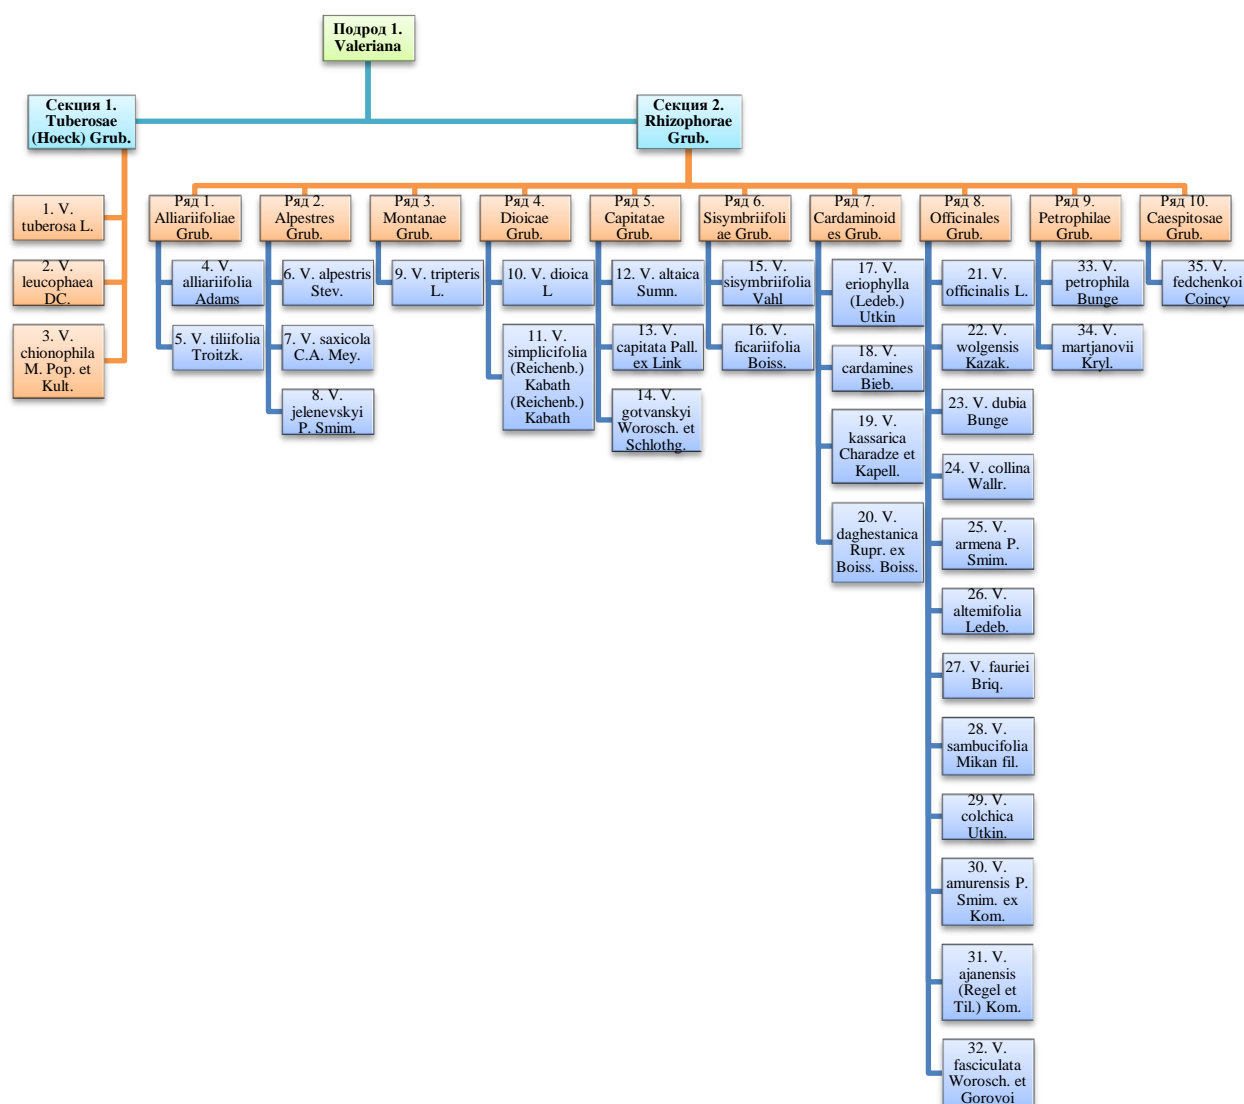 Подрод 1.
Valeriana
Секция 1.
Tuberosae
(Hoeck) Grub.
Секция 2.
Rhizophorae
Grub.
1. V.
tuberosa L.
2. V.
leucophaea
DC.
3. V.
chionophila
M. Pop. et
Kult.
Ряд 1.
Alliariifoliae
Grub.
4. V.
alliariifolia
Adams
5. V. tiliifolia
Troitzk.
Ряд 2.
Alpestres
Grub.
6. V. alpestris
Stev.
7. V. saxicola
C.A. Mey.
8. V.
jelenevskyi
P. Smim.
Ряд 3.
Montanae
Grub.
9. V. tripteris
L.
Ряд 4.
Dioicae
Grub.
10. V. dioica
L
11. V.
simplicifolia
(Reichenb.)
Kabath
(Reichenb.)
Kabath
Ряд 5.
Capitatae
Grub.
12. V. altaica
Sumn.
13. V.
capitata Pall.
ex Link
14. V.
gotvanskyi
Worosch. et
Schlothg.
Ряд 6.
Sisymbriifoli
ae Grub.
15. V.
sisymbriifolia
Vahl
16. V.
ficariifolia
Boiss.
Ряд 7.
Cardaminoid
es Grub.
17. V.
eriophylla
(Ledeb.)
Utkin
18. V.
cardamines
Bieb.
19. V.
kassarica
Charadze et
Kapell.
20. V.
daghestanica
Rupr. ex
Boiss. Boiss.
Ряд 8.
Officinales
Grub.
21. V.
officinalis L.
22. V.
wolgensis
Kazak.
23. V. dubia
Bunge
24. V. collina
Wallr.
25. V.
armena P.
Smim.
26. V.
altemifolia
Ledeb.
27. V. fauriei
Briq.
28. V.
sambucifolia
Mikan fil.
29. V.
colchica
Utkin.
30. V.
amurensis P.
Smim. ex
Kom.
31. V.
ajanensis
(Regel et
Til.) Kom.
32. V.
fasciculata
Worosch. et
Gorovoi
Ряд 9.
Petrophilae
Grub.
33. V.
petrophila
Bunge
34. V.
martjanovii
Kryl.
Ряд 10.
Caespitosae
Grub.
35. V.
fedchenkoi
Coincy